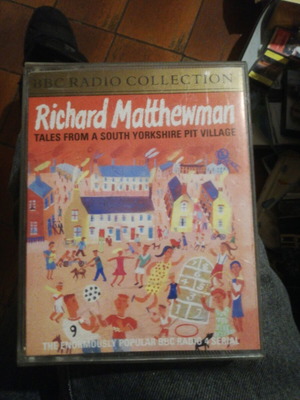 BBC RADIO COLLECTION
Richard Matthewman
TALES FROM A SOUTH YORKSHIRE PIT VILLAGE
9
THE ENORMOUSLY POPULAR BBC RADIO 4 SERIAL